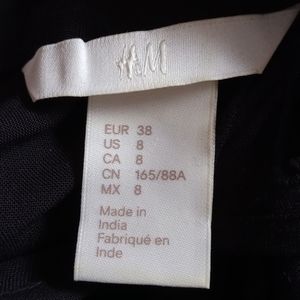 H&M
EUR 38
US 8
CA 8
CN 165/88A
MX 8
Made in
India
Fabriqué en
Inde